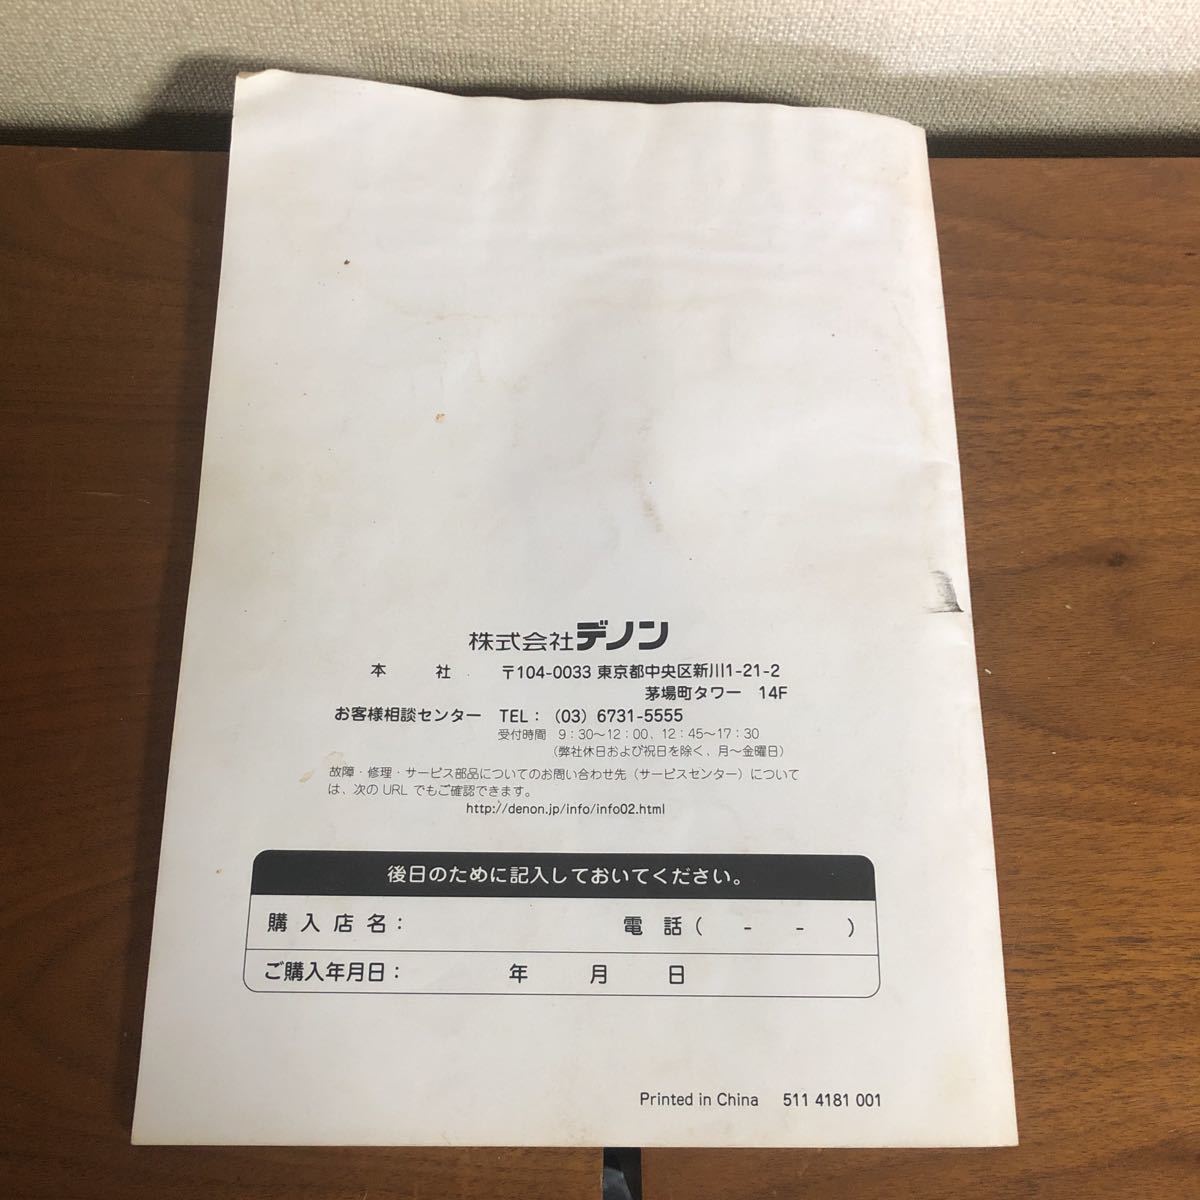 株式会社デノン
本 社 〒104-0033 東京都中央区新川1-21-2
茅場町タワー 14F
お客様相談センター TEL：（03）6731-5555
受付時間 9：30〜12：00、12：45〜17：30
（弊社休日および祝日を除く、月〜金曜日）
故障・修理・サービス部品についてのお問い合わせ先（サービスセンター）について
は、次の URL でもご確認できます。
http://denon.jp/info/info02.html
後日のために記入しておいてください。
購 入 店 名： 電 話（ - - ）
ご購入年月日： 年 月 日
Printed in China 511 4181 001